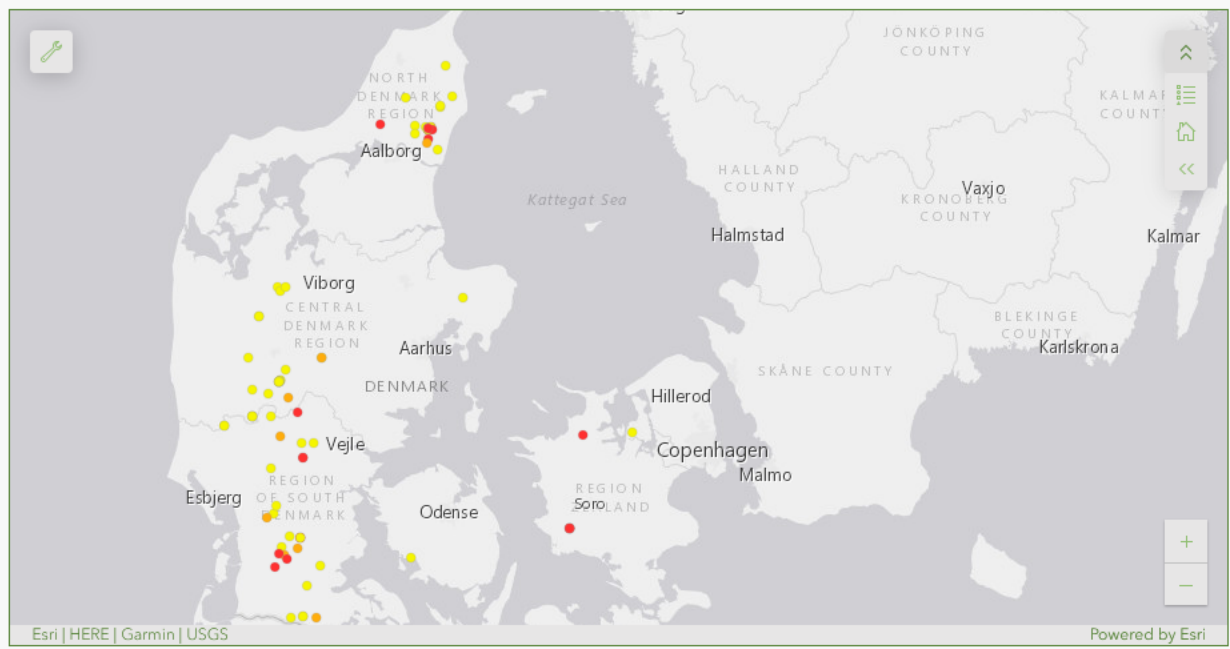 JÖNKÖPING
COUNTY
NORTH
DENMARK
REGION
KALMAR
COUNTY
Aalborg
HALLAND
COUNTY
Vaxjo
KRONOBERG
COUNTY
Kattegat Sea
Halmstad
Kalmar
Viborg
CENTRAL
DENMARK
REGION
BLEKINGE
COUNTY
Aarhus
Karlskrona
SKÅNE COUNTY
DENMARK
Hillerod
Vejle
Copenhagen
Malmo
REGION
OF SOUTH
DENMARK
Esbjerg
Odense
REGION
ZEALAND
Soro
Esri | HERE | Garmin | USGS
Powered by Esri